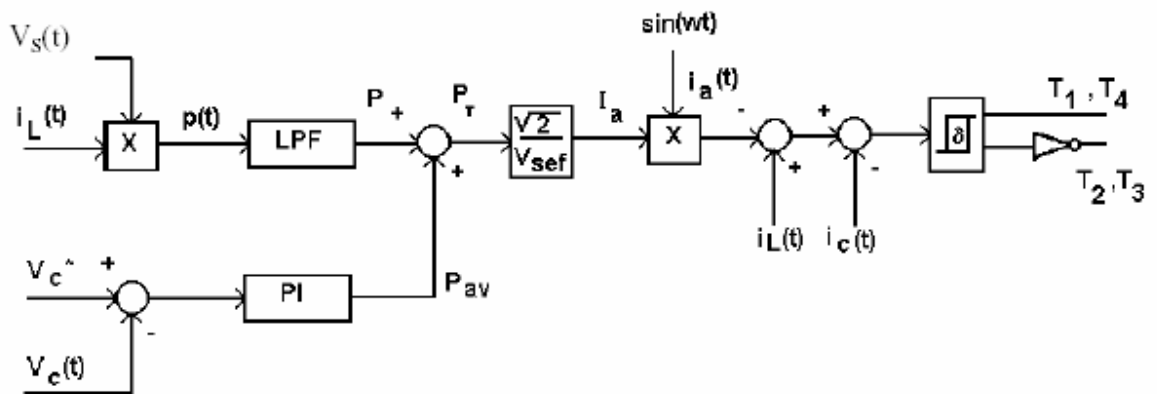 V_s(t)
i_L(t)
X
p(t)
LPF
P
+
+
P_r
√2
V_sef
I_a
sin(wt)
i_a(t)
X
-
+
i_L(t)
+
-
i_c(t)
δ
T_1 , T_4
T_2 , T_3
V_c^
+
-
V_c(t)
PI
P_av